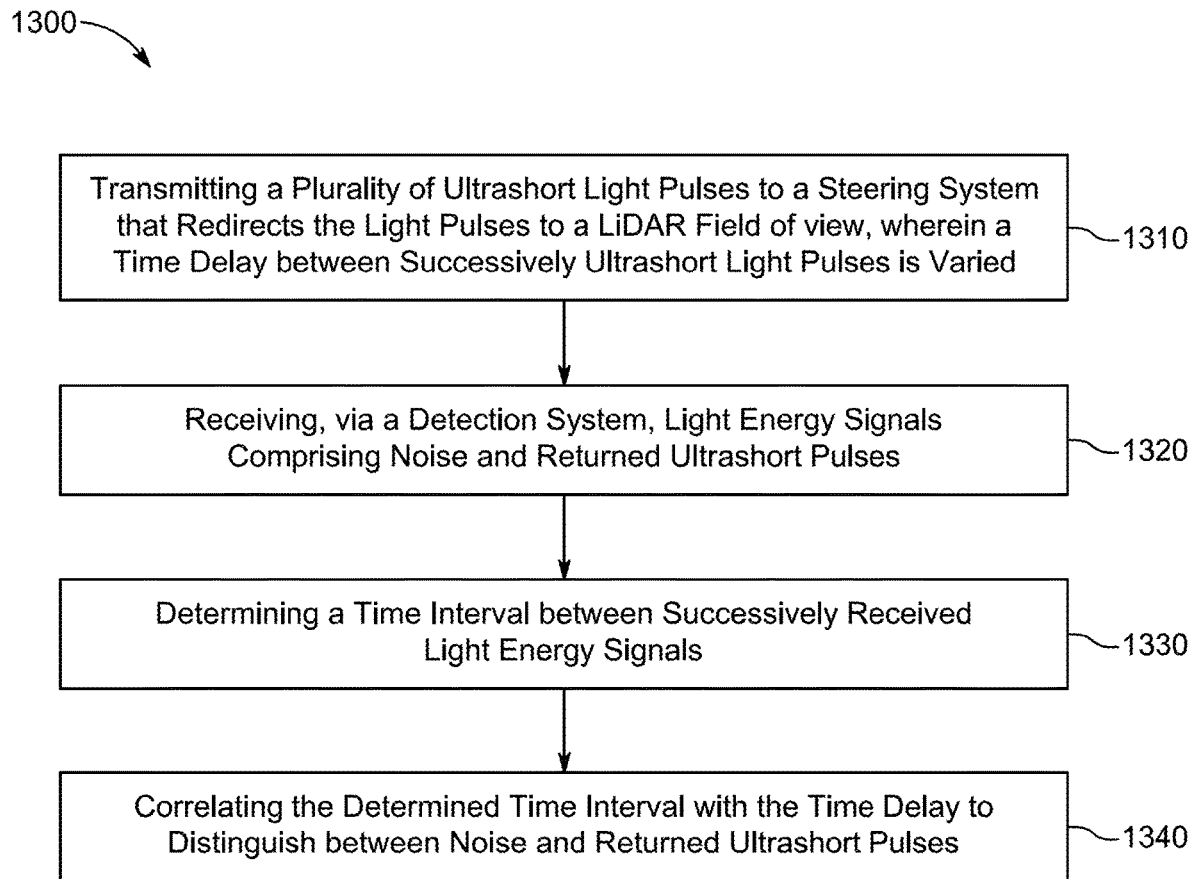 1300
Transmitting a Plurality of Ultrashort Light Pulses to a Steering System
that Redirects the Light Pulses to a LiDAR Field of view, wherein a
Time Delay between Successively Ultrashort Light Pulses is Varied
1310
Receiving, via a Detection System, Light Energy Signals
Comprising Noise and Returned Ultrashort Pulses
1320
Determining a Time Interval between Successively Received
Light Energy Signals
1330
Correlating the Determined Time Interval with the Time Delay to
Distinguish between Noise and Returned Ultrashort Pulses
1340